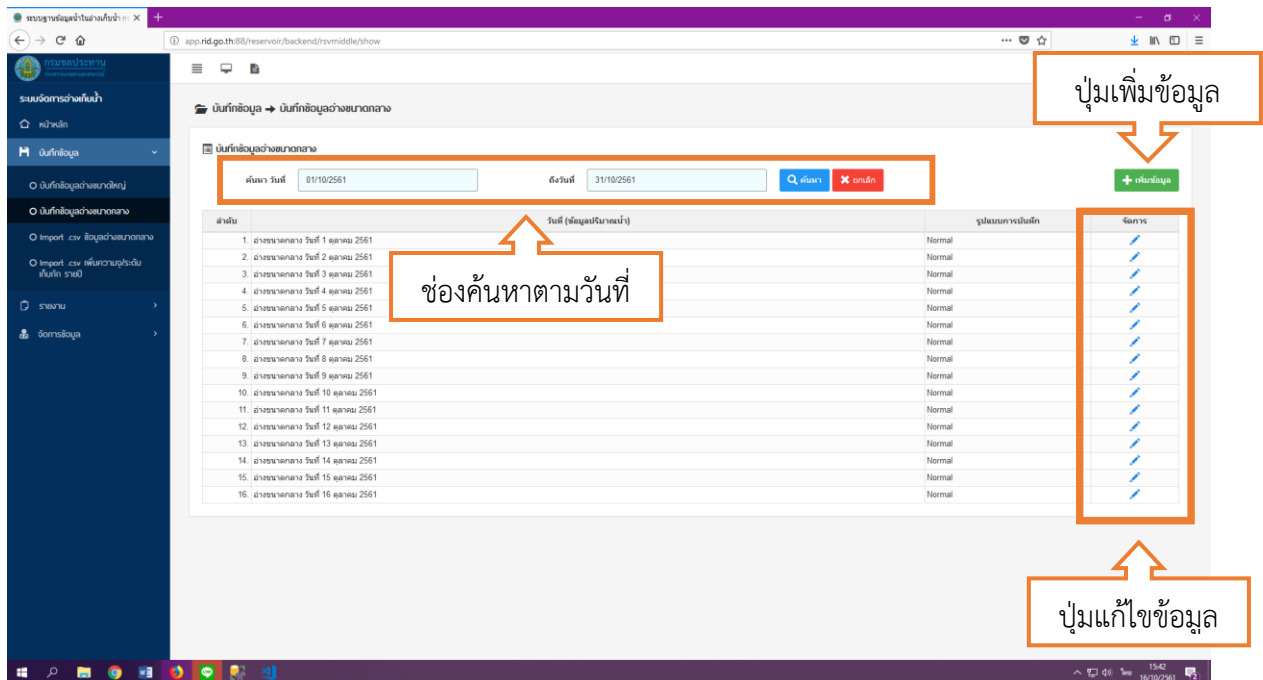 ระบบฐานข้อมูลน้ำในอ่างเก็บน้ำ
app.rid.go.th:88/reservoir/backend/rsvmiddle/show
กรมชลประทาน
ระบบจัดการอ่างเก็บน้ำ
หน้าหลัก
บันทึกข้อมูล
บันทึกข้อมูลอ่างขนาดใหญ่
บันทึกข้อมูลอ่างขนาดกลาง
Import .csv ข้อมูลอ่างขนาดกลาง
Import .csv เพิ่มความจุ/ระดับ
เก็บกัก รายปี
รายงาน
จัดการข้อมูล
บันทึกข้อมูล → บันทึกข้อมูลอ่างขนาดกลาง
ปุ่มเพิ่มข้อมูล
บันทึกข้อมูลอ่างขนาดกลาง
ค้นหา วันที่ 01/10/2561 ถึงวันที่ 31/10/2561 ค้นหา ยกเลิก เพิ่มข้อมูล
ลำดับ วันที่ (ข้อมูลปริมาณน้ำ) รูปแบบการบันทึก จัดการ
1. อ่างขนาดกลาง วันที่ 1 ตุลาคม 2561 Normal
2. อ่างขนาดกลาง วันที่ 2 ตุลาคม 2561 Normal
3. อ่างขนาดกลาง วันที่ 3 ตุลาคม 2561 Normal
4. อ่างขนาดกลาง วันที่ 4 ตุลาคม 2561 Normal
5. อ่างขนาดกลาง วันที่ 5 ตุลาคม 2561 Normal
6. อ่างขนาดกลาง วันที่ 6 ตุลาคม 2561 Normal
7. อ่างขนาดกลาง วันที่ 7 ตุลาคม 2561 Normal
8. อ่างขนาดกลาง วันที่ 8 ตุลาคม 2561 Normal
9. อ่างขนาดกลาง วันที่ 9 ตุลาคม 2561 Normal
10. อ่างขนาดกลาง วันที่ 10 ตุลาคม 2561 Normal
11. อ่างขนาดกลาง วันที่ 11 ตุลาคม 2561 Normal
12. อ่างขนาดกลาง วันที่ 12 ตุลาคม 2561 Normal
13. อ่างขนาดกลาง วันที่ 13 ตุลาคม 2561 Normal
14. อ่างขนาดกลาง วันที่ 14 ตุลาคม 2561 Normal
15. อ่างขนาดกลาง วันที่ 15 ตุลาคม 2561 Normal
16. อ่างขนาดกลาง วันที่ 16 ตุลาคม 2561 Normal
ช่องค้นหาตามวันที่
ปุ่มแก้ไขข้อมูล
ไทย 15:42
16/10/2561